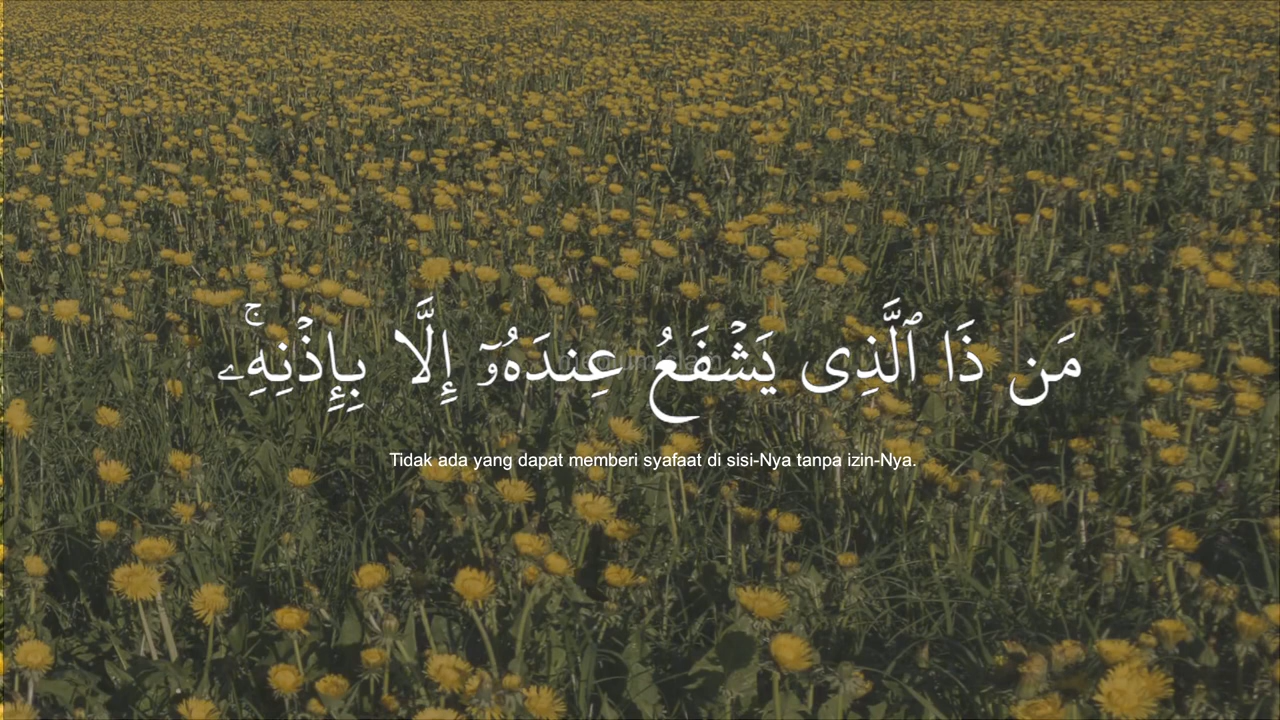 مَن ذَا ٱلَّذِى يَشْفَعُ عِندَهُۥٓ إِلَّا بِإِذْنِهِۦ ۚ
Tidak ada yang dapat memberi syafaat di sisi-Nya tanpa izin-Nya.